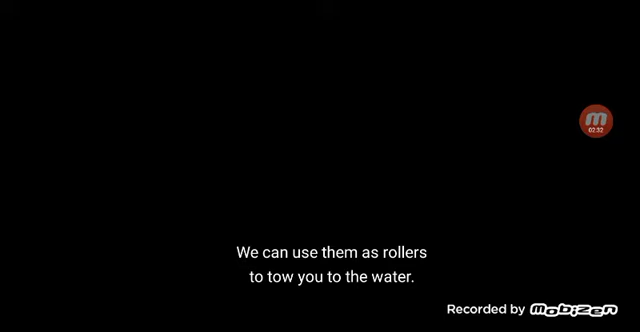 02:32
We can use them as rollers
to tow you to the water.
Recorded by mobizen